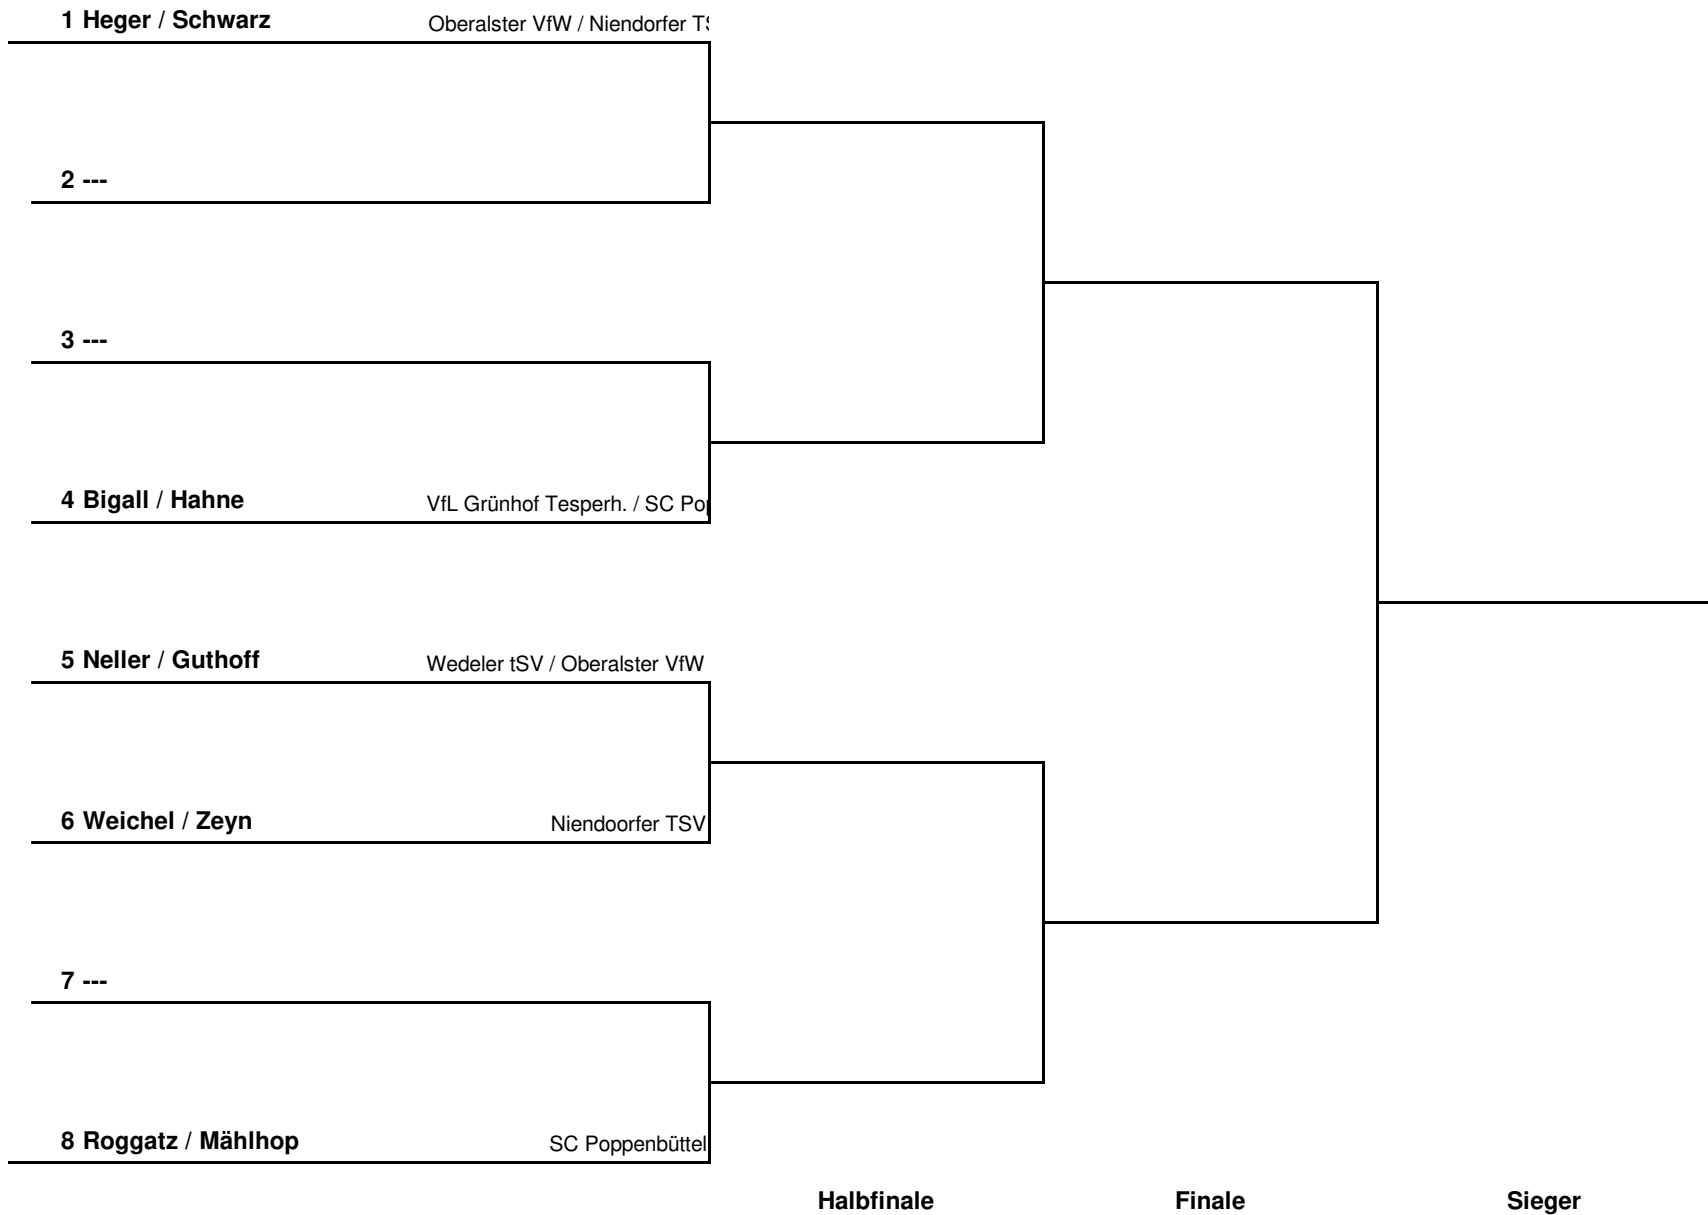 1 Heger / Schwarz Oberalster VfW / Niendorfer
2 ---
3 ---
4 Bigall / Hahne VfL Grünhof Tesperh. / SC
5 Neller / Guthoff Wedeler tSV / Oberalster VfW
6 Weichel / Zeyn Niendoorfer TSV
7 ---
8 Roggatz / Mählhop SC Poppenbüttel
Halbfinale Finale Sieger